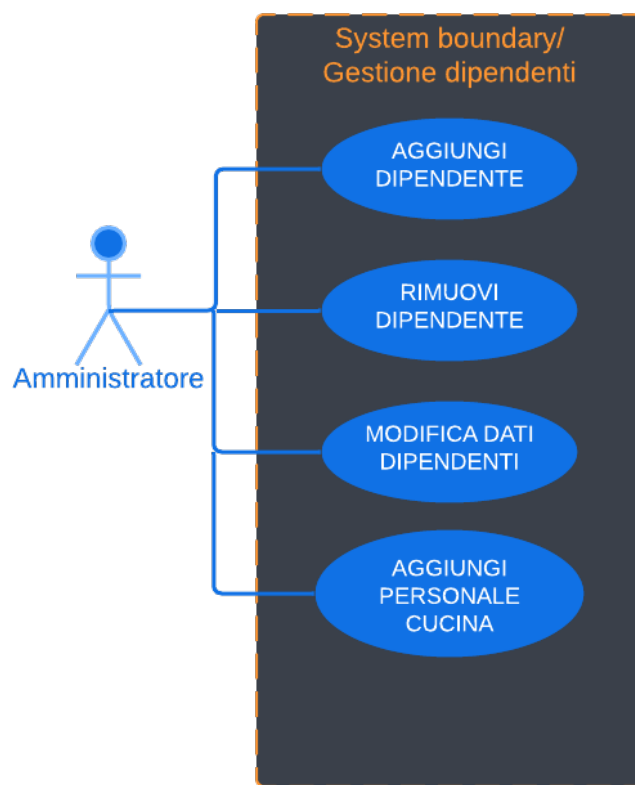 System boundary/
Gestione dipendenti
AGGIUNGI
DIPENDENTE
RIMUOVI
DIPENDENTE
Amministratore
MODIFICA DATI
DIPENDENTI
AGGIUNGI
PERSONALE
CUCINA